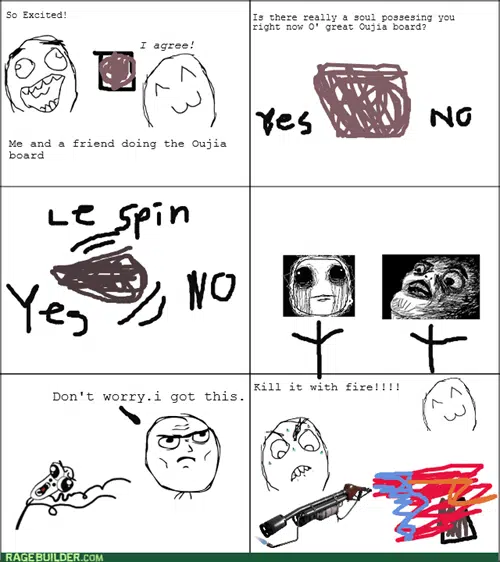 So Excited!
I agree!
Me and a friend doing the Oujia
board
Is there really a soul possesing you
right now O' great Oujia board?
Yes
NO
Le Spin
Yes
NO
Don't worry.i got this.
Kill it with fire!!!!
RAGEBUILDER.COM